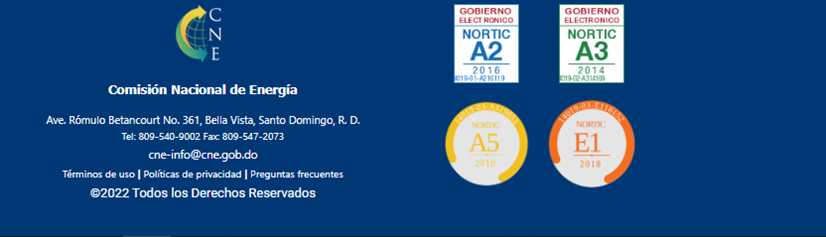 CNE
Comisión Nacional de Energía
Ave. Rómulo Betancourt No. 361, Bella Vista, Santo Domingo, R. D.
Tel: 809-540-9002 Fax: 809-547-2073
cne-info@cne.gob.do
Términos de uso | Políticas de privacidad | Preguntas frecuentes
©2022 Todos los Derechos Reservados
GOBIERNO
ELECTRONICO
NORTIC
A2
2016
GOBIERNO
ELECTRONICO
NORTIC
A3
2014
NORTIC
A5
2019
NORTIC
E1
2018